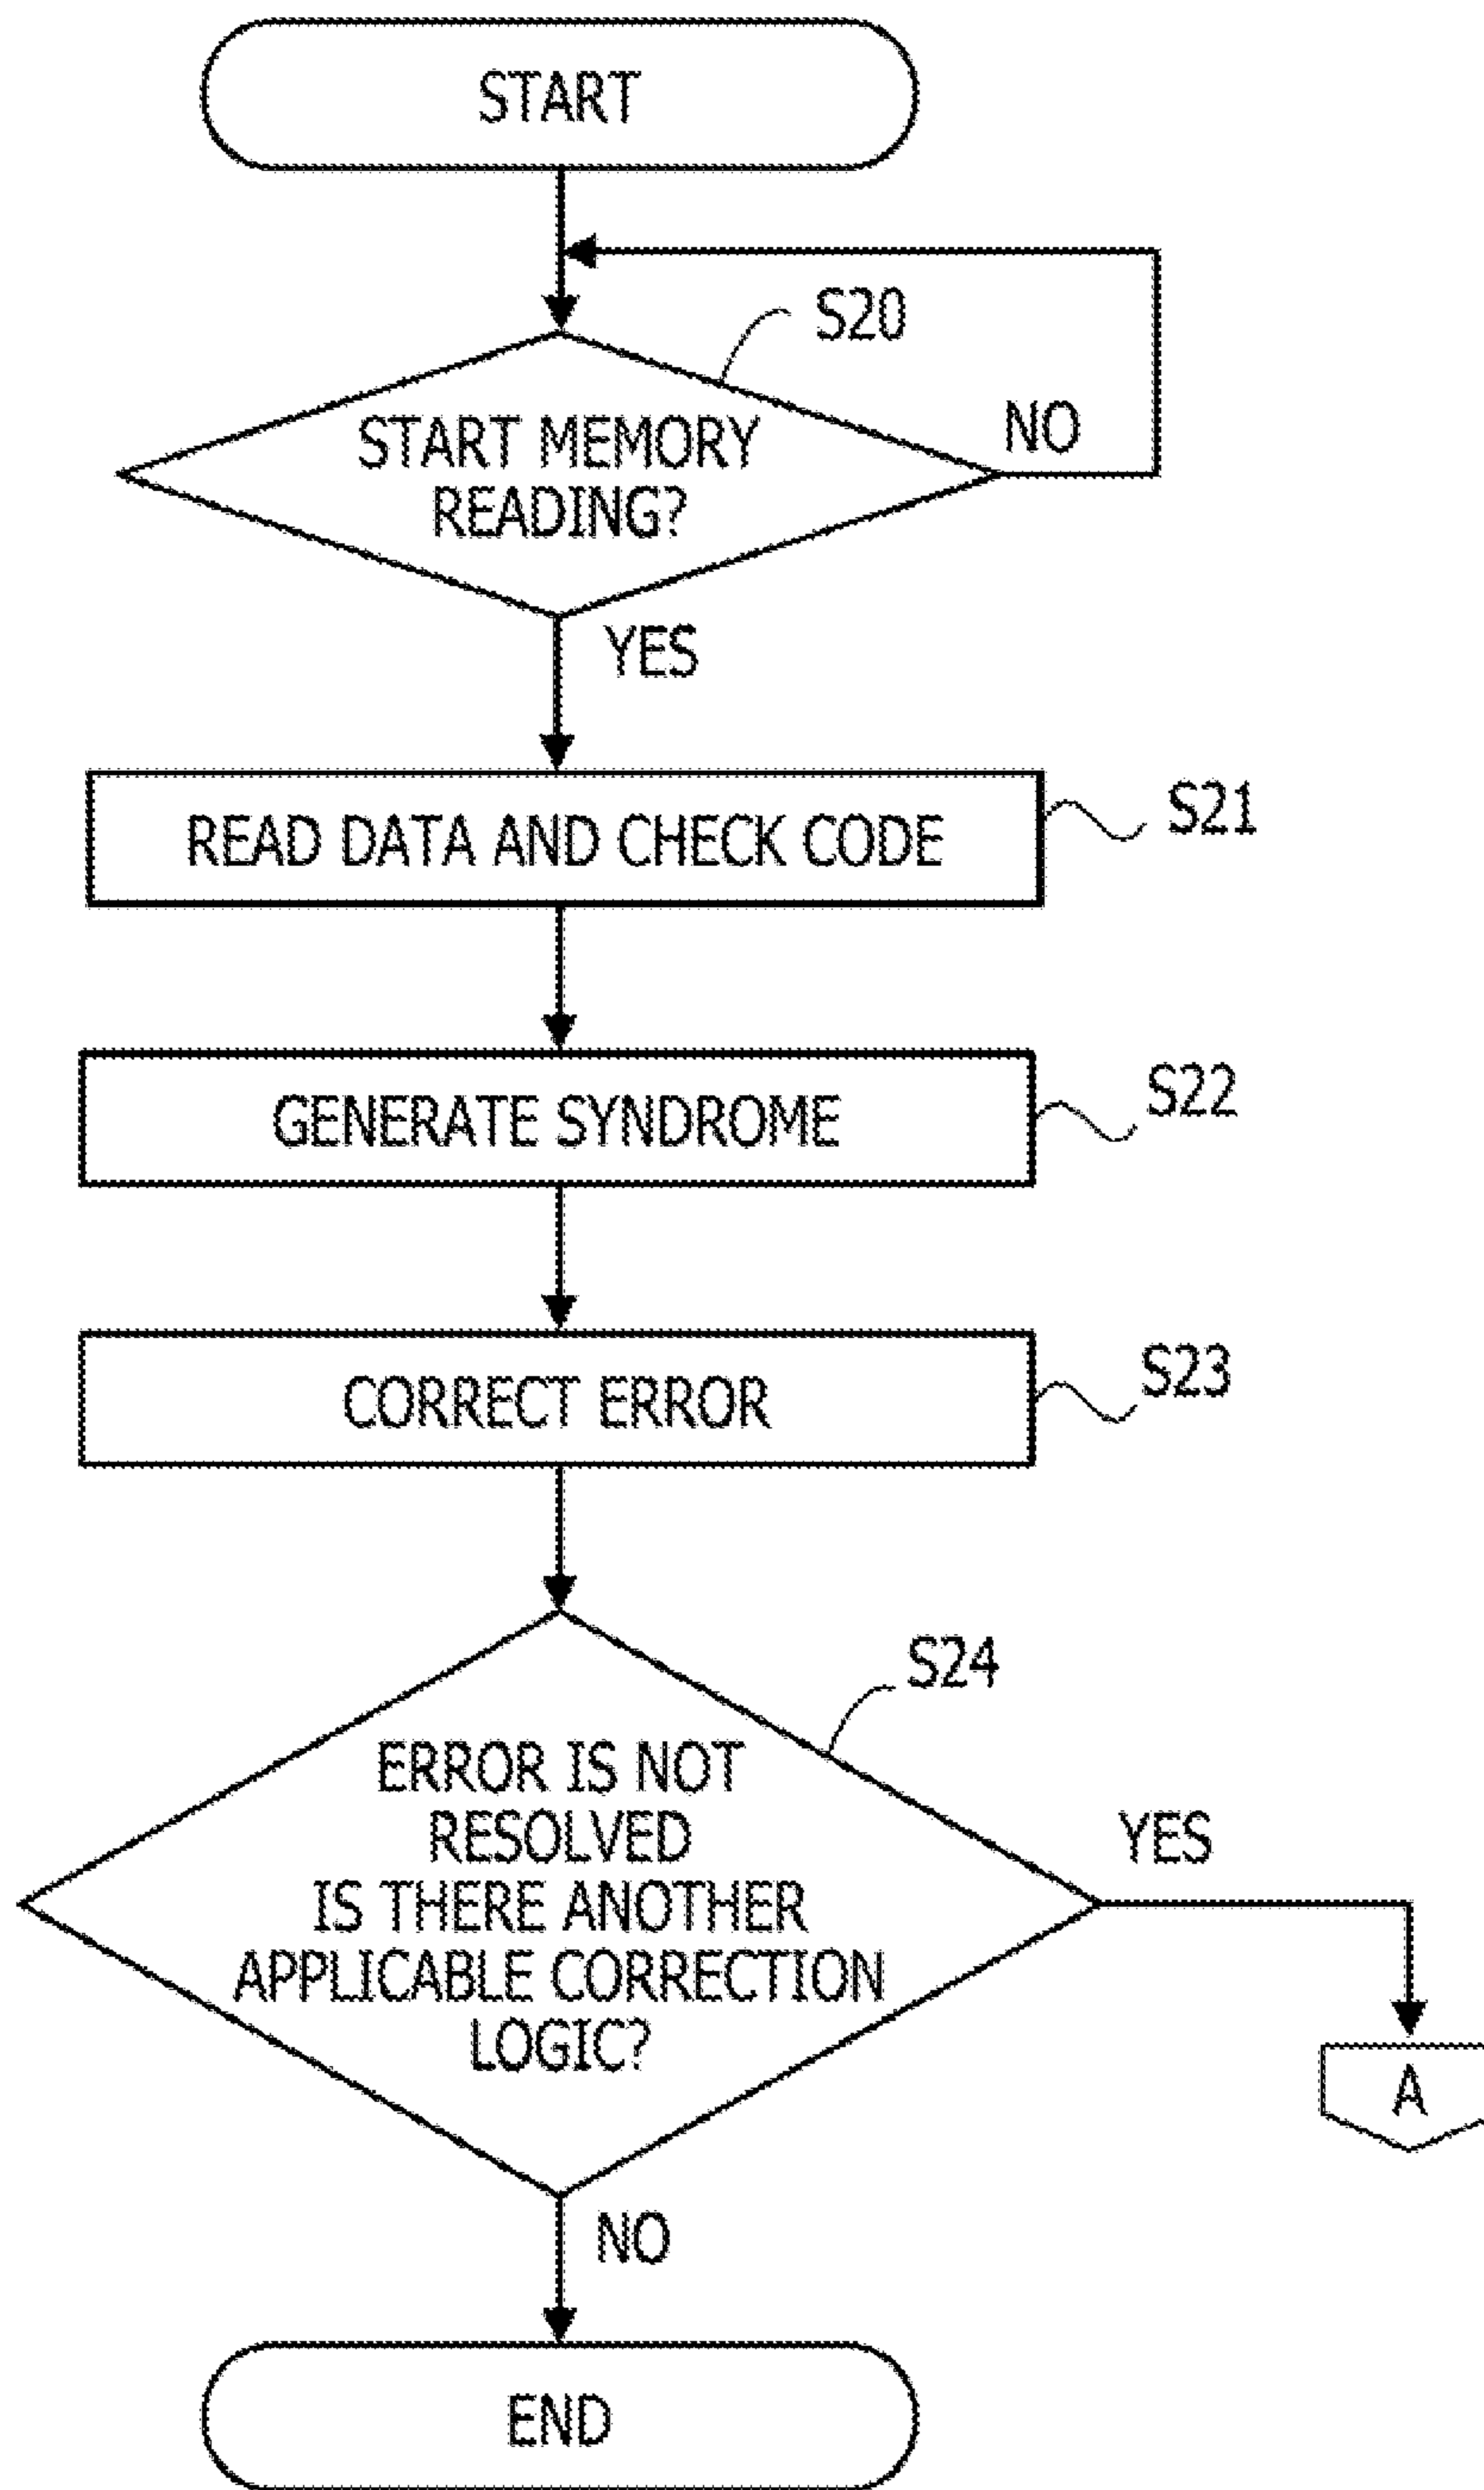 START
S20
START MEMORY
READING?
NO
YES
READ DATA AND CHECK CODE
S21
GENERATE SYNDROME
S22
CORRECT ERROR
S23
S24
ERROR IS NOT
RESOLVED
IS THERE ANOTHER
APPLICABLE CORRECTION
LOGIC?
YES
A
NO
END